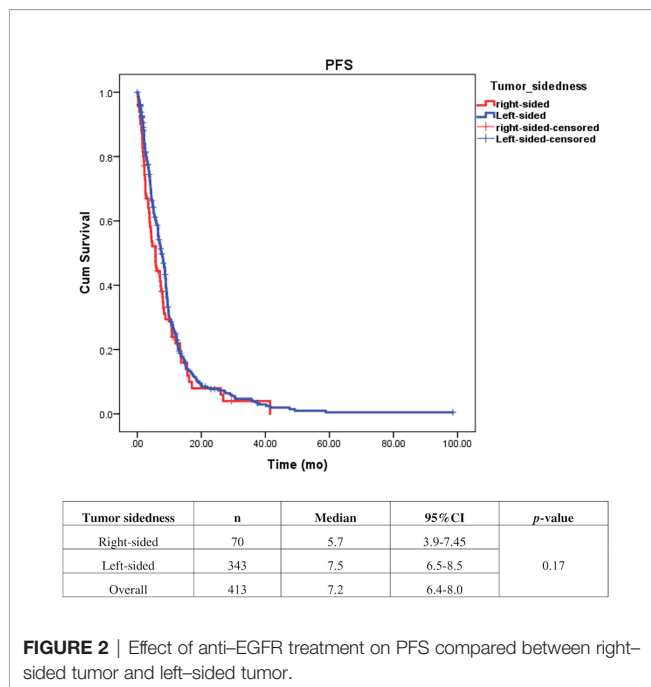 PFS
Tumor_sidedness
right-sided
Left-sided
right-sided-censored
Left-sided-censored
Cum Survival
1.0
0.8
0.6
0.4
0.2
0.0
.00 20.00 40.00 60.00 80.00 100.00
Time (mo)
Tumor sidedness n Median 95%CI p-value
Right-sided 70 5.7 3.9-7.45
0.17
Left-sided 343 7.5 6.5-8.5
Overall 413 7.2 6.4-8.0
FIGURE 2 | Effect of anti–EGFR treatment on PFS compared between right–
sided tumor and left–sided tumor.